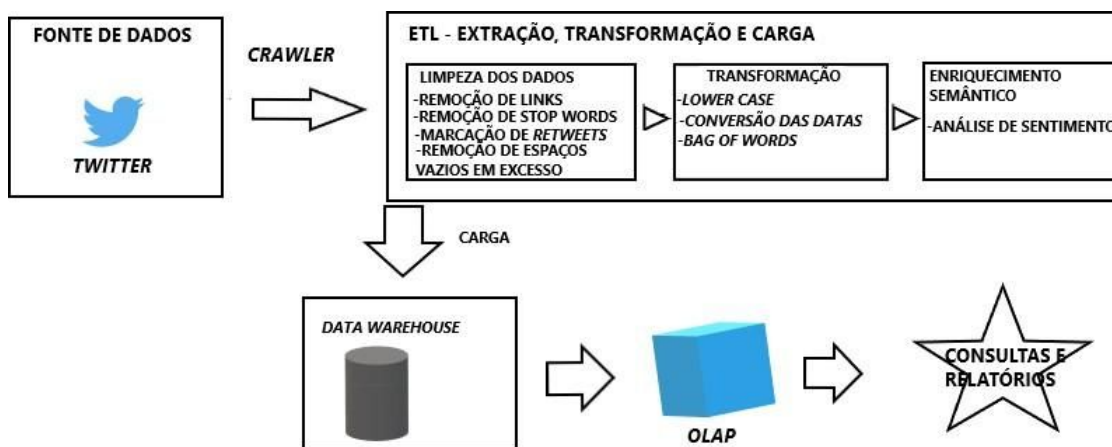 FONTE DE DADOS
TWITTER
CRAWLER
ETL - EXTRAÇÃO, TRANSFORMAÇÃO E CARGA
LIMPEZA DOS DADOS
-REMOÇÃO DE LINKS
-REMOÇÃO DE STOP WORDS
-MARCAÇÃO DE RETWEETS
-REMOÇÃO DE ESPAÇOS
VAZIOS EM EXCESSO
TRANSFORMAÇÃO
-LOWER CASE
-CONVERSÃO DAS DATAS
-BAG OF WORDS
ENRIQUECIMENTO
SEMÂNTICO
-ANÁLISE DE SENTIMENTO
CARGA
DATA WAREHOUSE
OLAP
CONSULTAS E
RELATÓRIOS